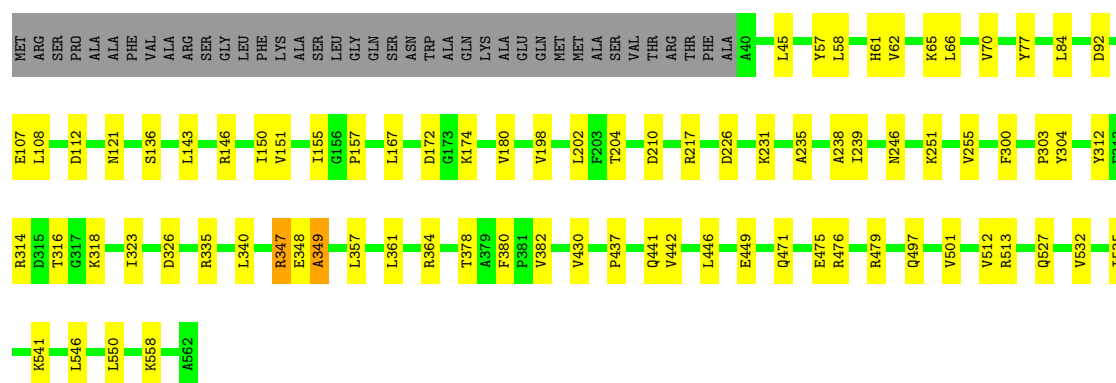 MET ARG SER PRO ALA ALA PHE VAL ALA ARG SER GLY LEU PHE LYS ALA SER LEU GLY GLN SER ASN TRP ALA GLN LYS ALA GLU GLN MET MET ALA SER VAL THR ARG THR PHE ALA A40 L45 Y57 L58 H61 V62 K65 L66 V70 Y77 L84 D92
E107 L108 D112 N121 S136 L143 R146 I150 V151 I155 G156 P157 L167 D172 G173 K174 V180 V198 L202 F203 T204 D210 R217 D226 K231 A235 A238 I239 N246 K251 V255 F300 P303 Y304 Y312
R314 D315 T316 G317 K318 I323 D326 R335 L340 R347 E348 A349 L357 L361 R364 T378 A379 F380 P381 V382 V430 P437 Q441 V442 L446 E449 Q471 E475 R476 R479 Q497 V501 V512 R513 Q527 V532
K541 L546 L550 K558 A562